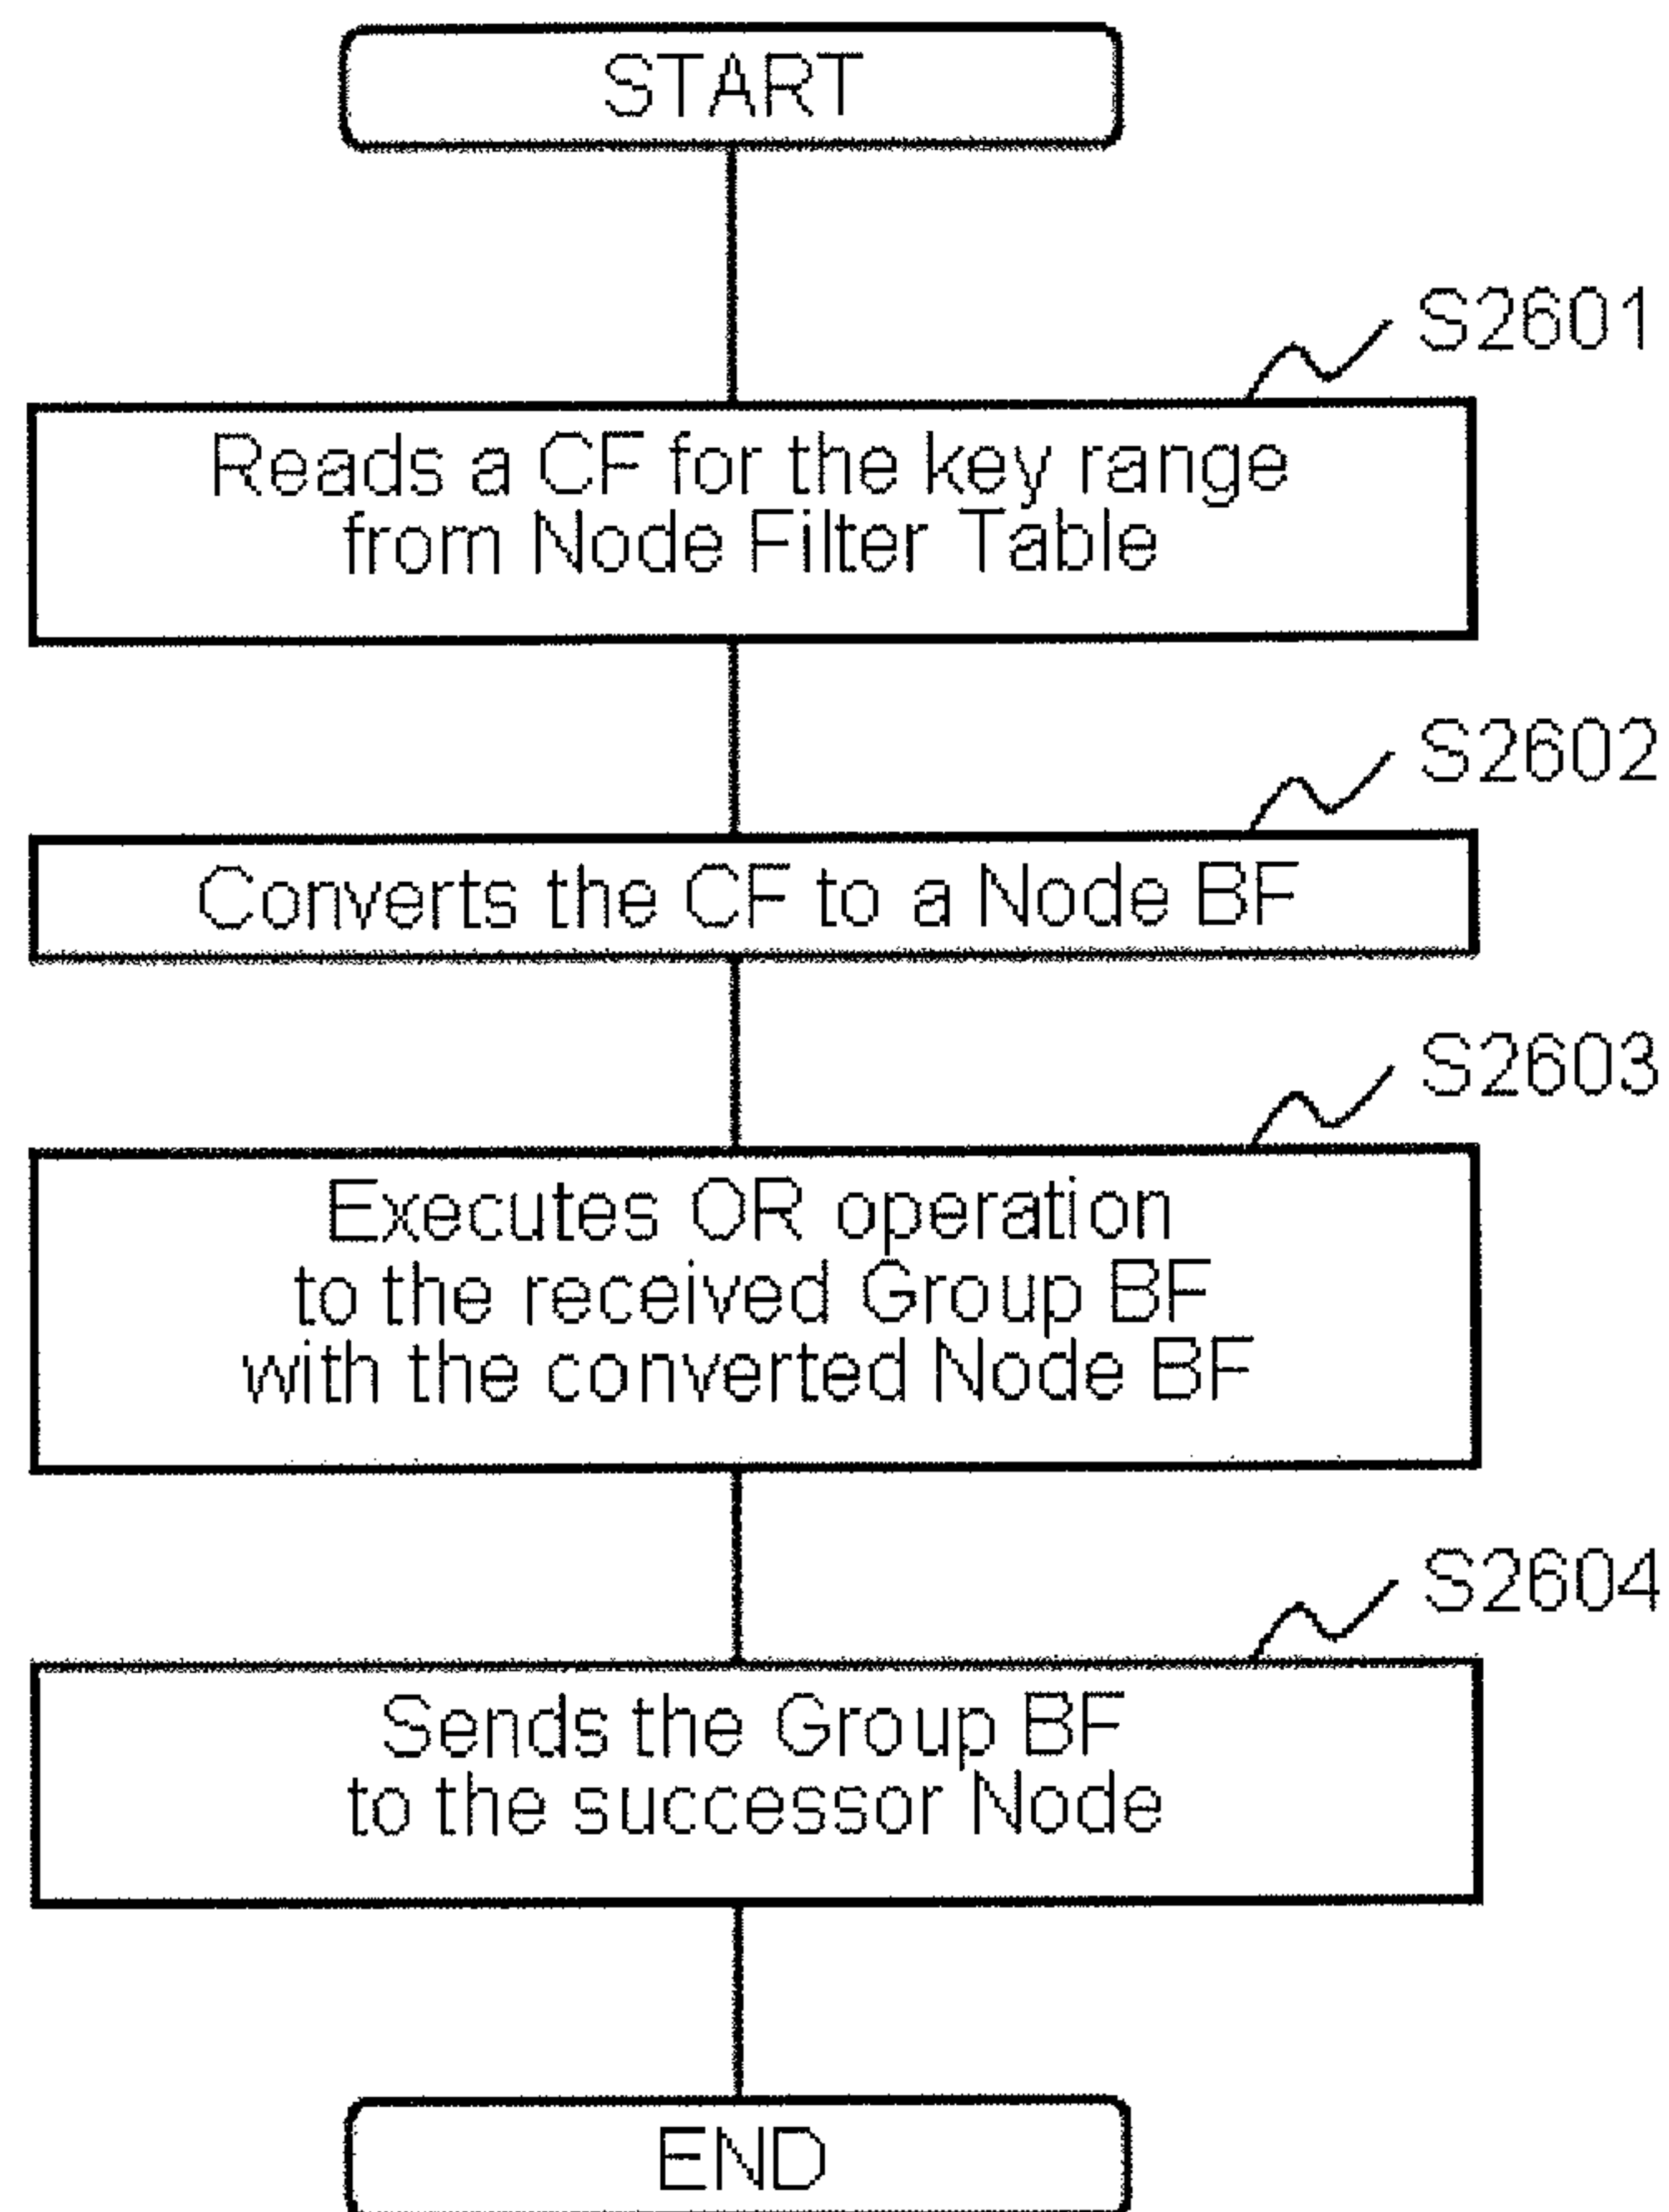 START
S2601
Reads a CF for the key range
from Node Filter Table
S2602
Converts the CF to a Node BF
S2603
Executes OR operation
to the received Group BF
with the converted Node BF
S2604
Sends the Group BF
to the successor Node
END